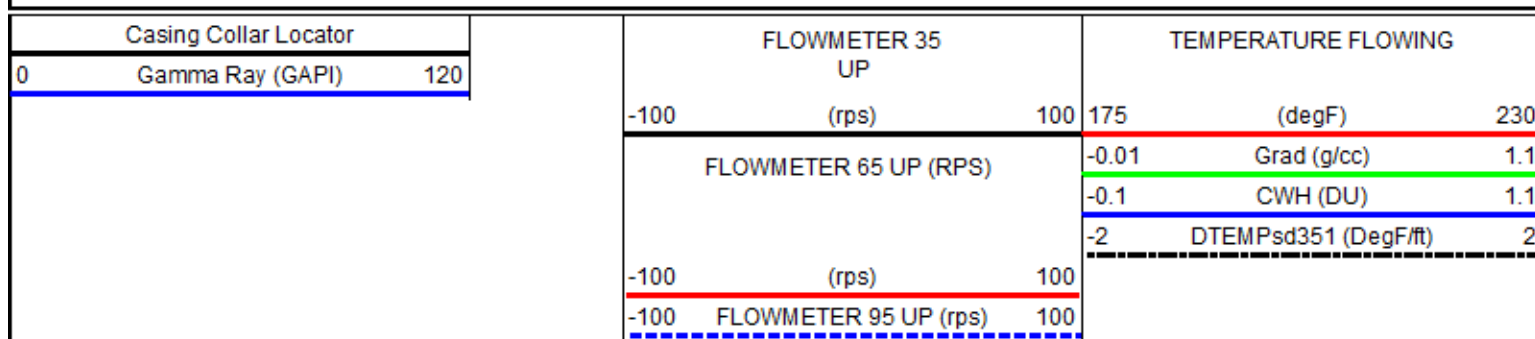 Casing Collar Locator
0 Gamma Ray (GAPI) 120
FLOWMETER 35
UP
-100 (rps) 100
FLOWMETER 65 UP (RPS)
-100 (rps) 100
-100 FLOWMETER 95 UP (rps) 100
TEMPERATURE FLOWING
175 (degF) 230
-0.01 Grad (g/cc) 1.1
-0.1 CWH (DU) 1.1
-2 DTEMPsd351 (DegF/ft) 2